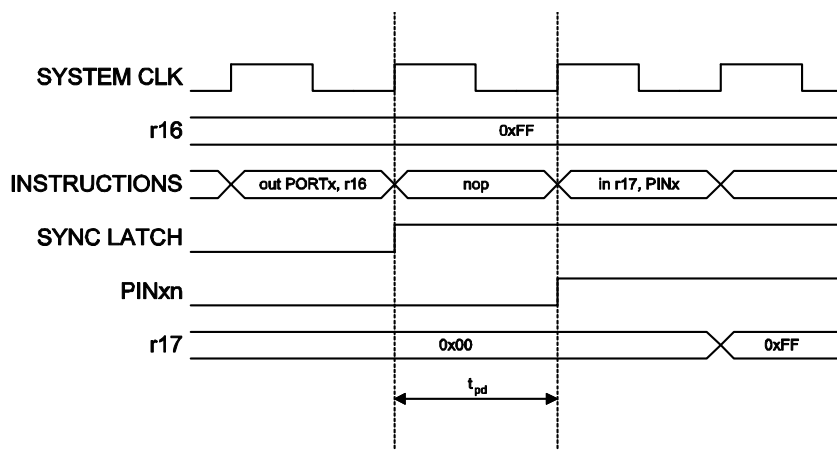 SYSTEM CLK
r16
0xFF
INSTRUCTIONS
out PORTx, r16
nop
in r17, PINx
SYNC LATCH
PINxn
r17
0x00
0xFF
tpd